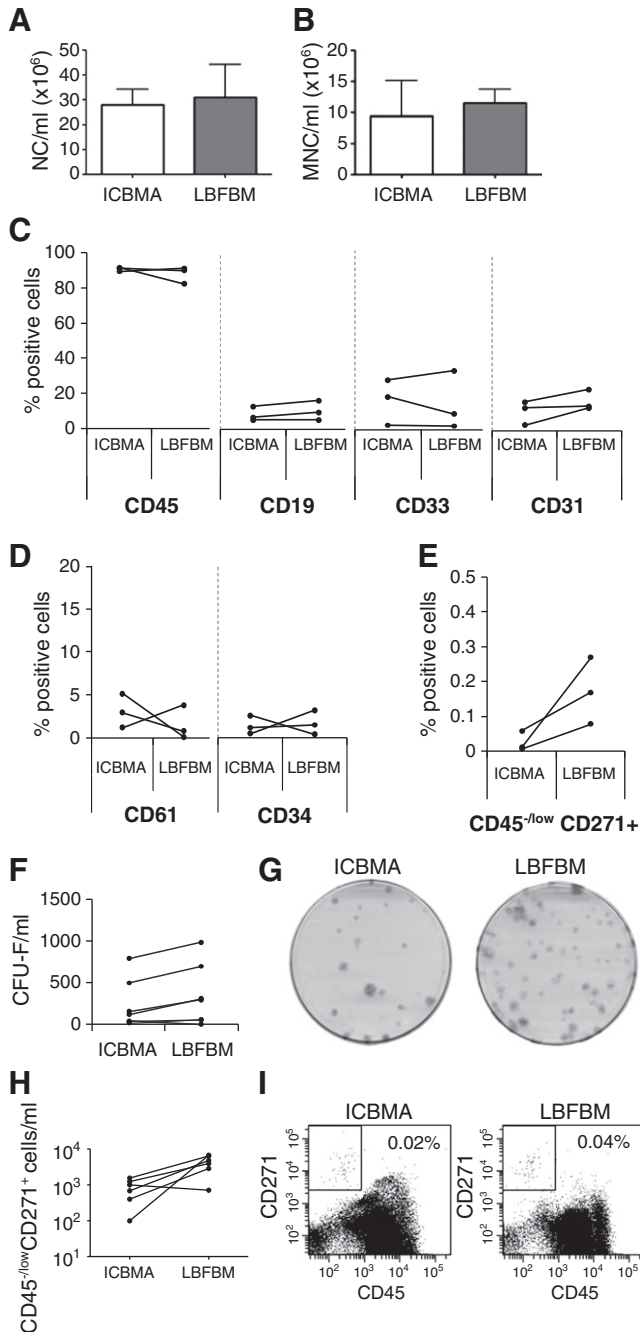 A
B
NC/ml (x10⁶)
50
40
30
20
10
0
ICBMA LBFBM
MNC/ml (x10⁶)
20
15
10
5
0
ICBMA LBFBM
C
% positive cells
100
80
60
40
20
0
ICBMA LBFBM ICBMA LBFBM ICBMA LBFBM ICBMA LBFBM
CD45 CD19 CD33 CD31
D
% positive cells
20
15
10
5
0
ICBMA LBFBM ICBMA LBFBM
CD61 CD34
E
% positive cells
0.5
0.4
0.3
0.2
0.1
0
ICBMA LBFBM
CD45⁻/ˡᵒʷ CD271+
F
CFU-F/ml
1500
1000
500
0
ICBMA LBFBM
G
ICBMA LBFBM
H
CD45⁻/ˡᵒʷCD271⁺ cells/ml
10⁴
10³
10²
10¹
ICBMA LBFBM
I
ICBMA
0.02%
CD271
10⁵
10⁴
10³
10²
10² 10³ 10⁴ 10⁵
CD45
LBFBM
0.04%
CD271
10⁵
10⁴
10³
10²
10² 10³ 10⁴ 10⁵
CD45